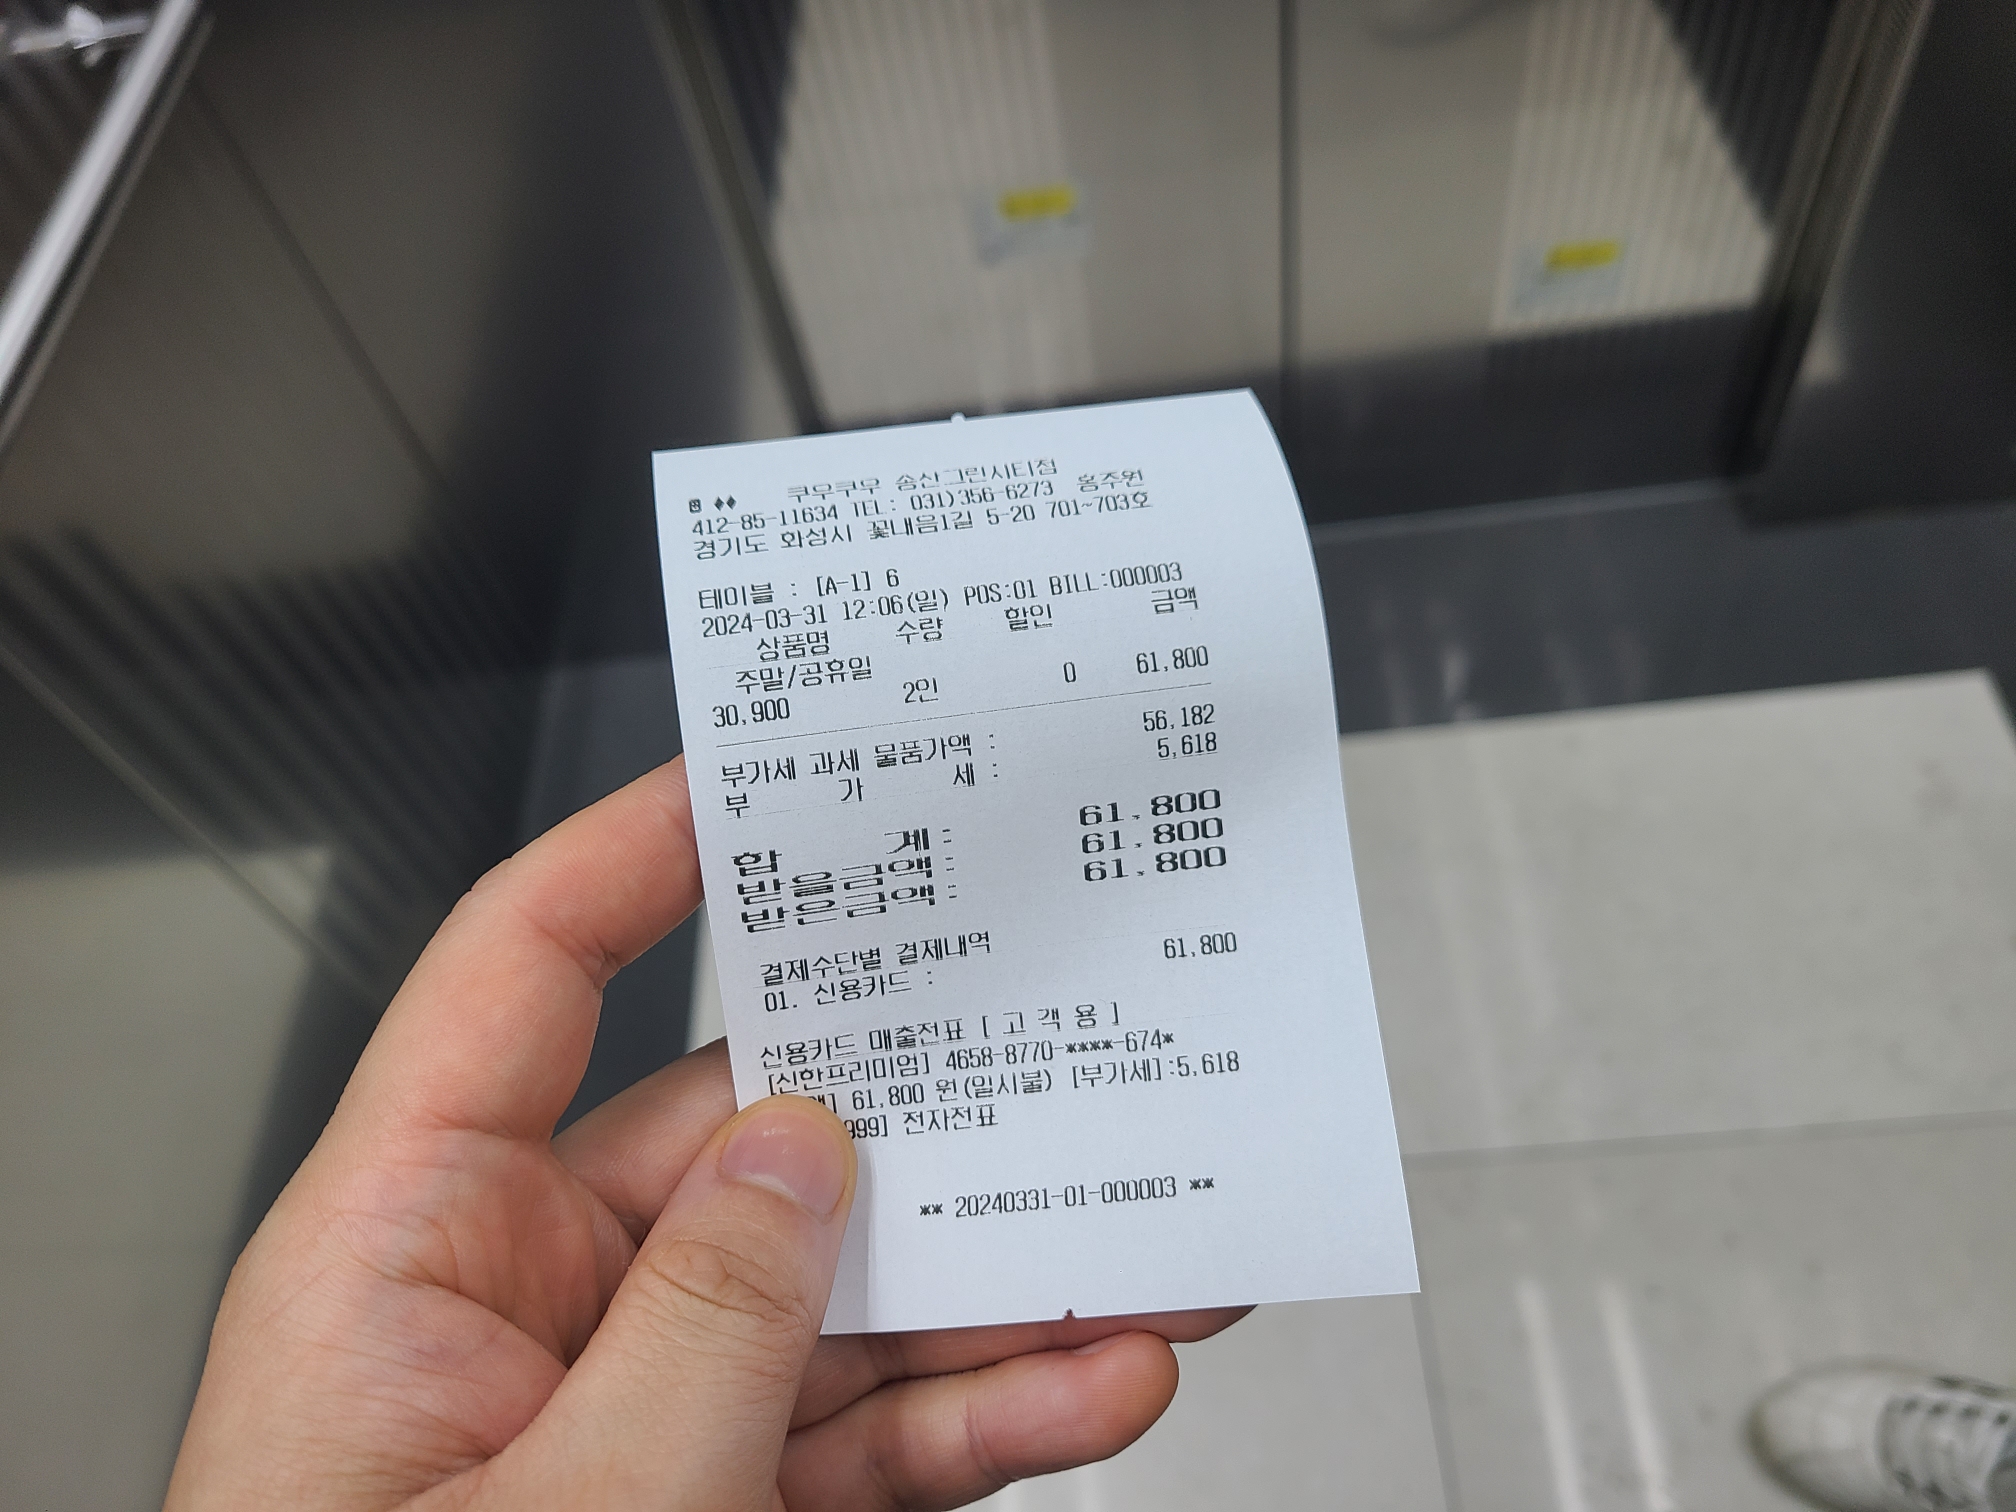 쿠우쿠우 송산그린시티점
412-85-11634 TEL: 031)356-6273 홍주원
경기도 화성시 꽃내음1길 5-20 701~703호
테이블 : [A-1] 6
2024-03-31 12:06(일) POS:01 BILL:000003
상품명 수량 할인 금액
주말/공휴일
30,900 2인 0 61,800
부가세 과세 물품가액 : 56,182
부 가 세 : 5,618
합 계 : 61,800
받을금액 : 61,800
받은금액 : 61,800
결제수단별 결제내역
01. 신용카드 : 61,800
신용카드 매출전표 [ 고 객 용 ]
[신한프리미엄] 4658-8770-****-674*
61,800 원(일시불) [부가세]:5,618
999] 전자전표
** 20240331-01-000003 **